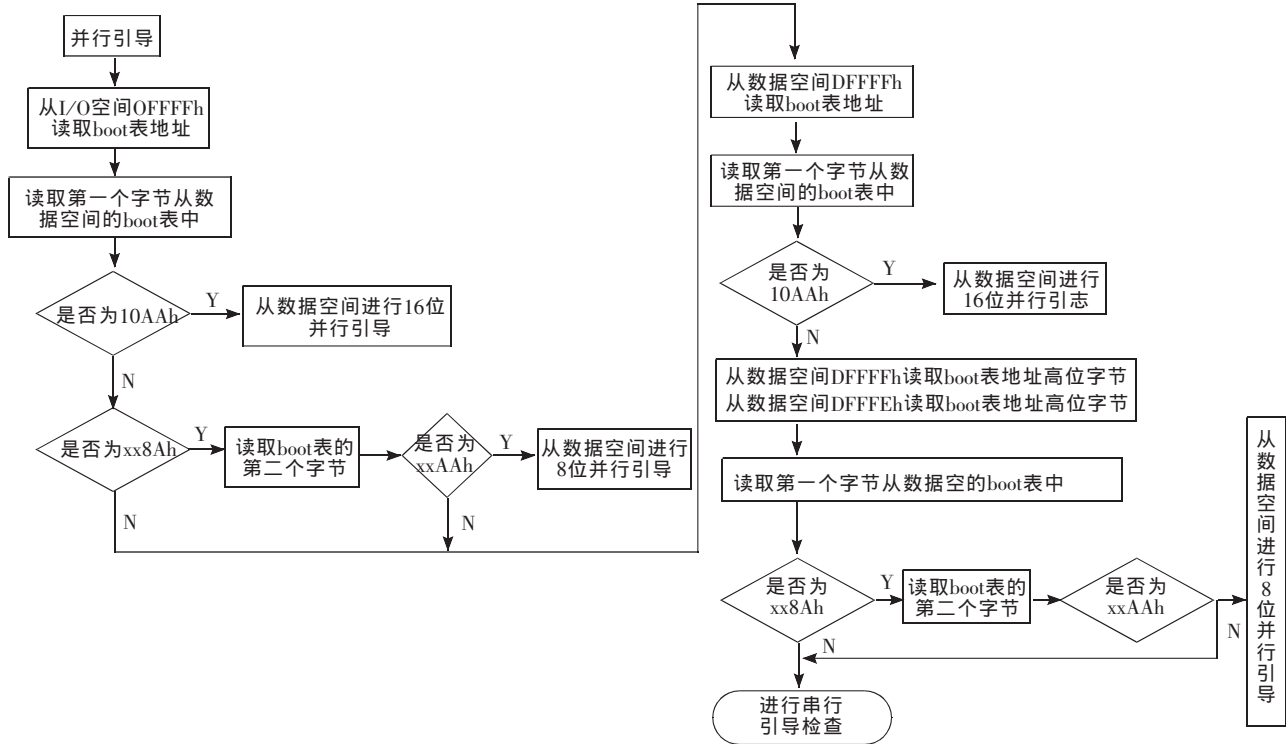 并行引导
从I/O空间OFFFFh
读取boot表地址
读取第一个字节从数
据空间的boot表中
是否为10AAh
Y
从数据空间进行16位
并行引导
N
是否为xx8Ah
Y
读取boot表的
第二个字节
是否为
xxAAh
Y
从数据空间进行
8位并行引导
N
N
从数据空间DFFFFh
读取boot表地址
读取第一个字节从数
据空间的boot表中
是否为
10AAh
Y
从数据空间进行
16位并行引志
N
从数据空间DFFFFh读取boot表地址高位字节
从数据空间DFFFEh读取boot表地址高位字节
读取第一个字节从数据空的boot表中
是否为
xx8Ah
Y
读取boot表的
第二个字节
是否为
xxAAh
N
从数据空间进行8位并行引导
N
进行串行
引导检查